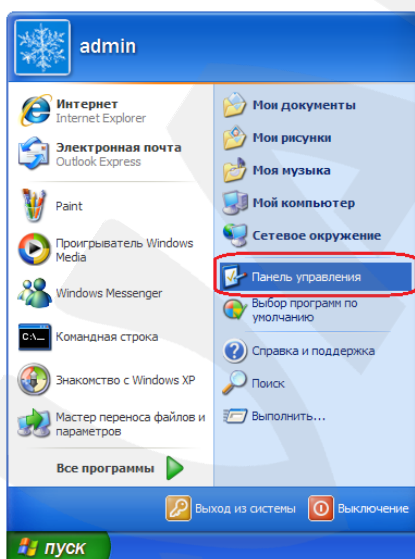 admin
Интернет
Internet Explorer
Электронная почта
Outlook Express
Paint
Проигрыватель Windows
Media
Windows Messenger
C:\_
Командная строка
Знакомство с Windows XP
Мастер переноса файлов и
параметров
Все программы
Мои документы
Мои рисунки
Моя музыка
Мой компьютер
Сетевое окружение
Панель управления
Выбор программ по
умолчанию
Справка и поддержка
Поиск
Выполнить...
Выход из системы
Выключение
пуск